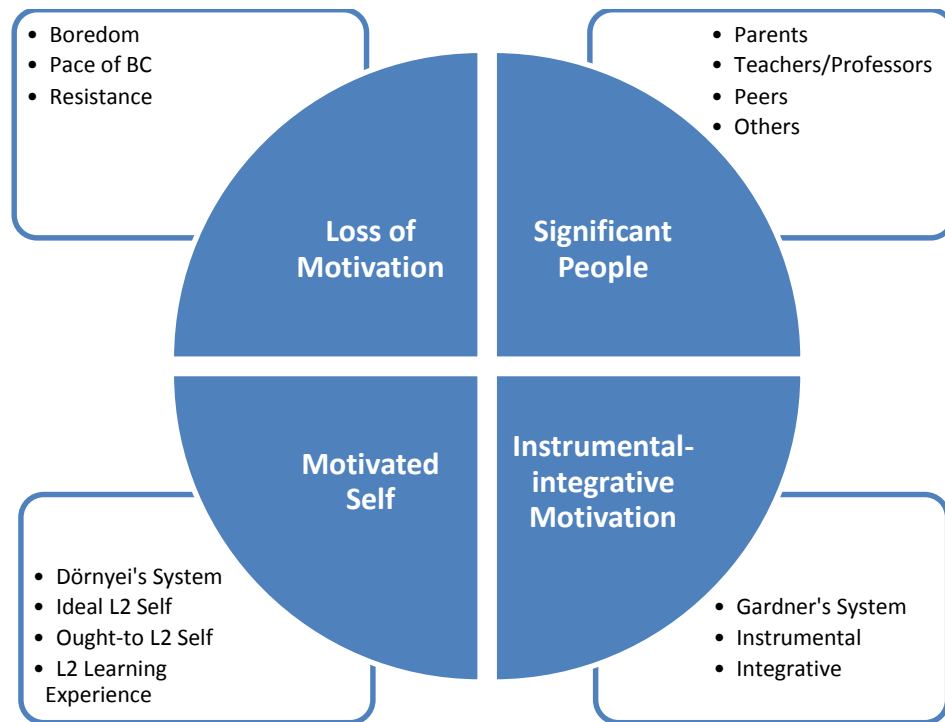 • Boredom
• Pace of BC
• Resistance
• Parents
• Teachers/Professors
• Peers
• Others
Loss of
Motivation
Significant
People
Motivated
Self
Instrumental-
integrative
Motivation
• Dörnyei's System
• Ideal L2 Self
• Ought-to L2 Self
• L2 Learning
Experience
• Gardner's System
• Instrumental
• Integrative